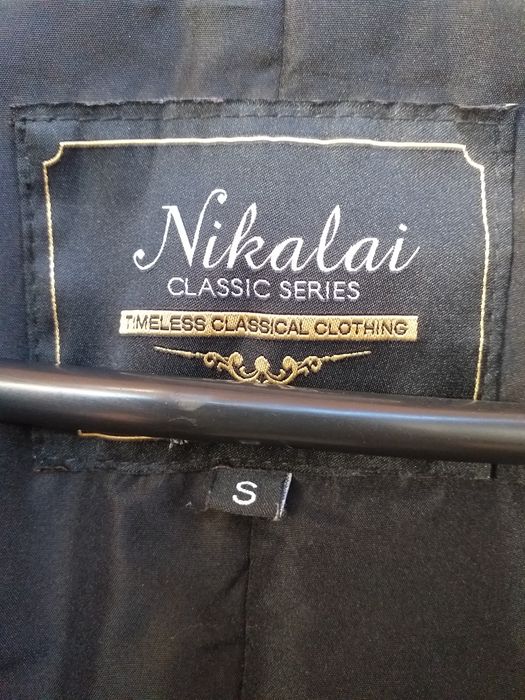 Nikalai
CLASSIC SERIES
TIMELESS CLASSICAL CLOTHING
S